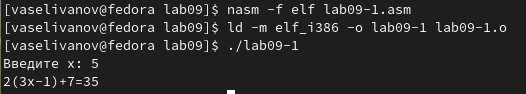 [vaselivanov@fedora lab09]$ nasm -f elf lab09-1.asm
[vaselivanov@fedora lab09]$ ld -m elf_i386 -o lab09-1 lab09-1.o
[vaselivanov@fedora lab09]$ ./lab09-1
Введите x: 5
2(3x-1)+7=35